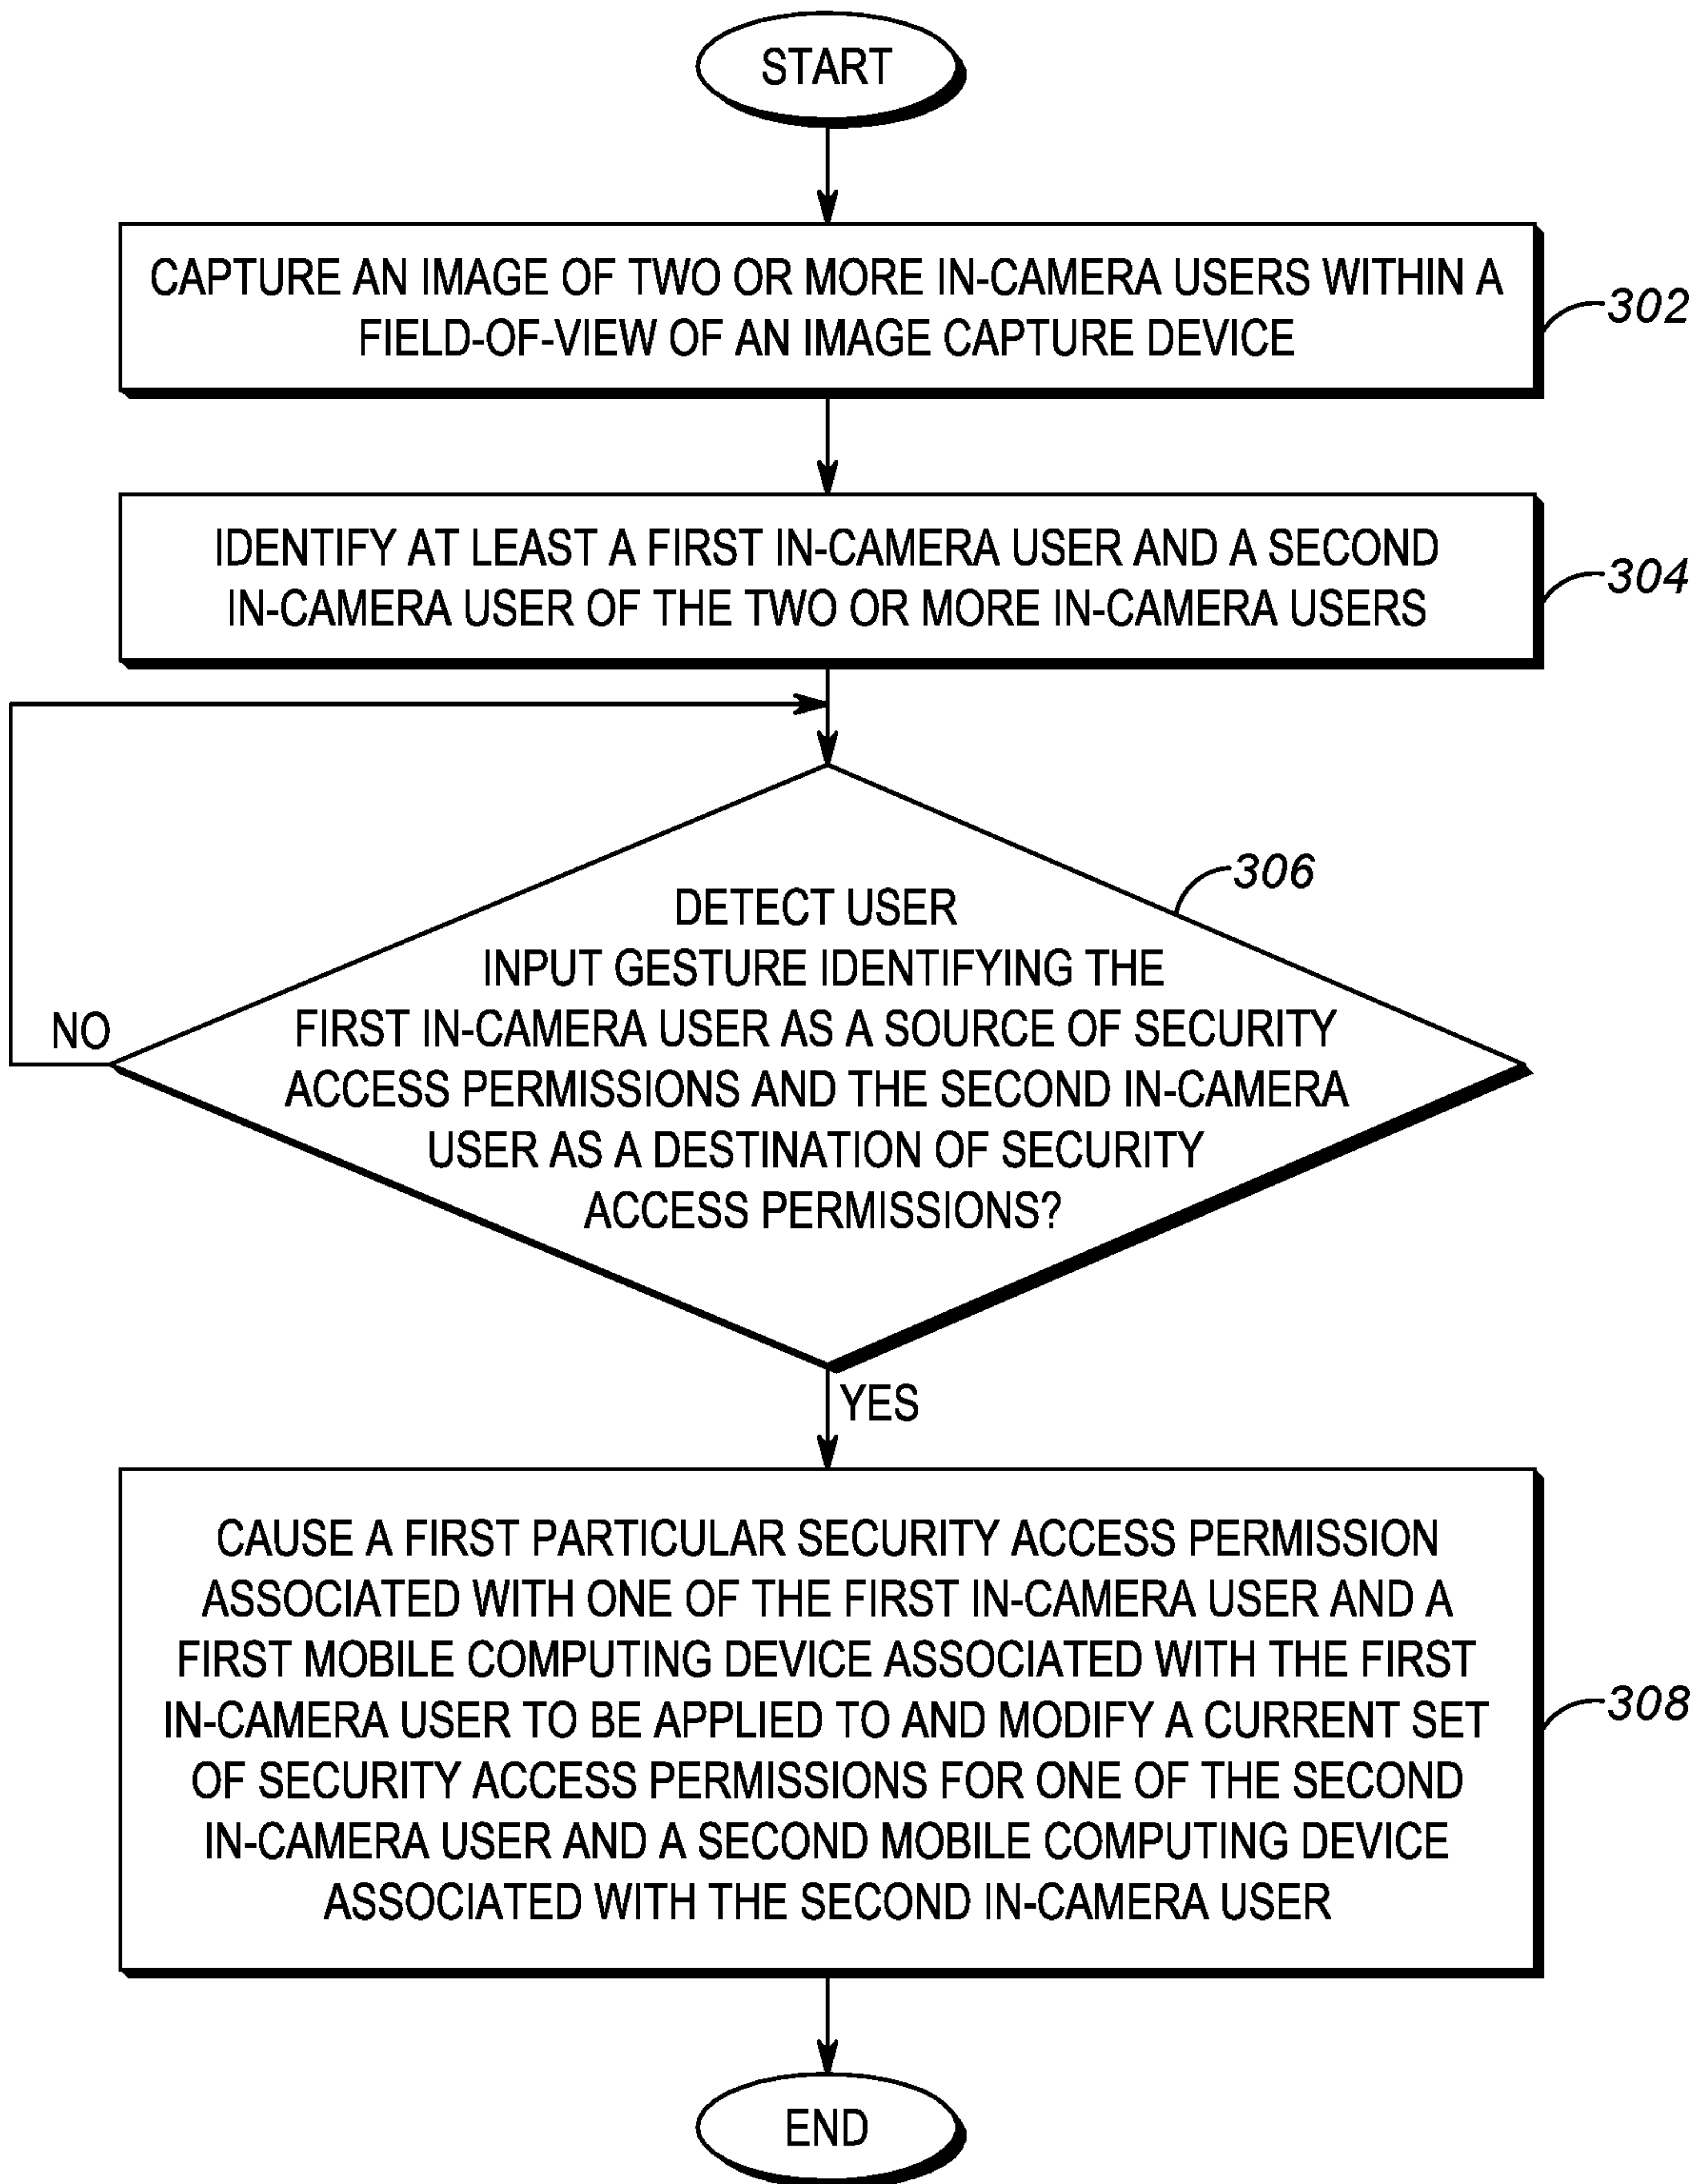 START
CAPTURE AN IMAGE OF TWO OR MORE IN-CAMERA USERS WITHIN A
FIELD-OF-VIEW OF AN IMAGE CAPTURE DEVICE
302
IDENTIFY AT LEAST A FIRST IN-CAMERA USER AND A SECOND
IN-CAMERA USER OF THE TWO OR MORE IN-CAMERA USERS
304
306
DETECT USER
INPUT GESTURE IDENTIFYING THE
FIRST IN-CAMERA USER AS A SOURCE OF SECURITY
ACCESS PERMISSIONS AND THE SECOND IN-CAMERA
USER AS A DESTINATION OF SECURITY
ACCESS PERMISSIONS?
NO
YES
CAUSE A FIRST PARTICULAR SECURITY ACCESS PERMISSION
ASSOCIATED WITH ONE OF THE FIRST IN-CAMERA USER AND A
FIRST MOBILE COMPUTING DEVICE ASSOCIATED WITH THE FIRST
IN-CAMERA USER TO BE APPLIED TO AND MODIFY A CURRENT SET
OF SECURITY ACCESS PERMISSIONS FOR ONE OF THE SECOND
IN-CAMERA USER AND A SECOND MOBILE COMPUTING DEVICE
ASSOCIATED WITH THE SECOND IN-CAMERA USER
308
END